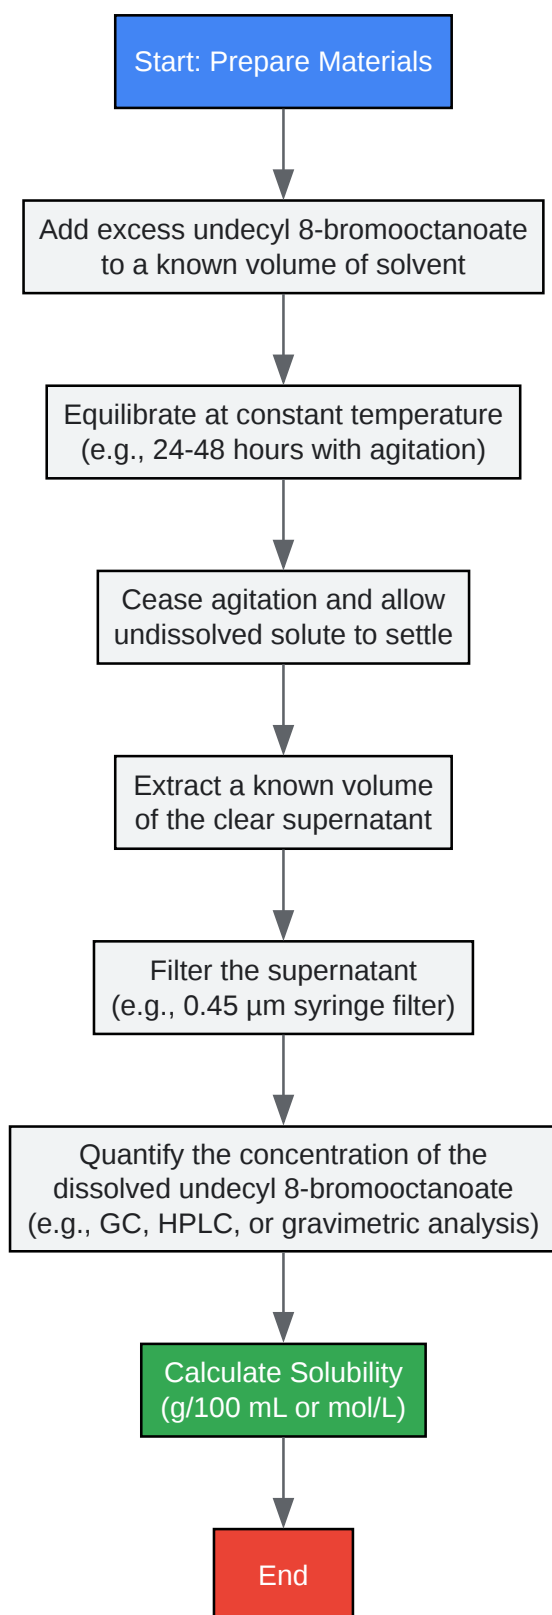 Start: Prepare Materials
Add excess undecyl 8-bromooctanoate
to a known volume of solvent
Equilibrate at constant temperature
(e.g., 24-48 hours with agitation)
Cease agitation and allow
undissolved solute to settle
Extract a known volume
of the clear supernatant
Filter the supernatant
(e.g., 0.45 µm syringe filter)
Quantify the concentration of the
dissolved undecyl 8-bromooctanoate
(e.g., GC, HPLC, or gravimetric analysis)
Calculate Solubility
(g/100 mL or mol/L)
End